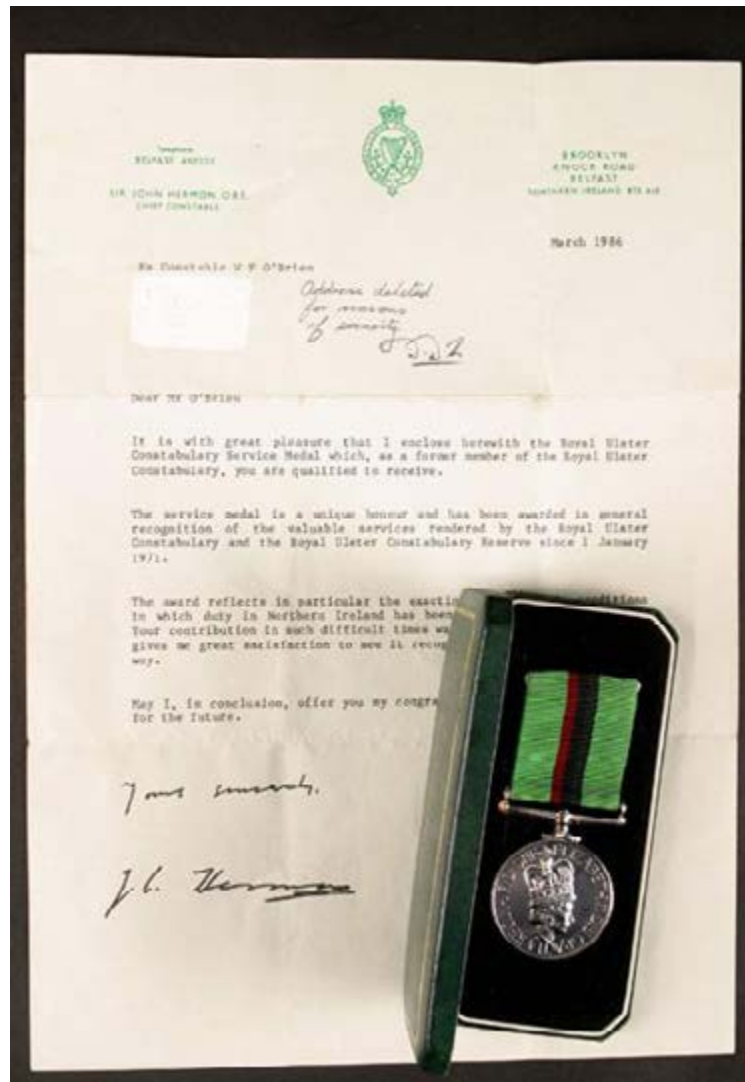 Telephone
BELFAST
SIR JOHN HERMON, O.B.E.
CHIEF CONSTABLE
BROOKLYN
KNOCK ROAD
BELFAST
NORTHERN IRELAND BT5 6LE
March 1986
Ex Constable W F O'Brien
Address deleted
for reasons
of security
Dear Mr O'Brien
It is with great pleasure that I enclose herewith the Royal Ulster
Constabulary Service Medal which, as a former member of the Royal Ulster
Constabulary, you are qualified to receive.
The service medal is a unique honour and has been awarded in general
recognition of the valuable services rendered by the Royal Ulster
Constabulary and the Royal Ulster Constabulary Reserve since 1 January
1971.
The award reflects in particular the exacting conditions
in which duty in Northern Ireland has been
Your contribution in such difficult times
gives me great satisfaction to see it
way.
May I, in conclusion, offer you my
for the future.
Yours sincerely,
J.C. Hermon